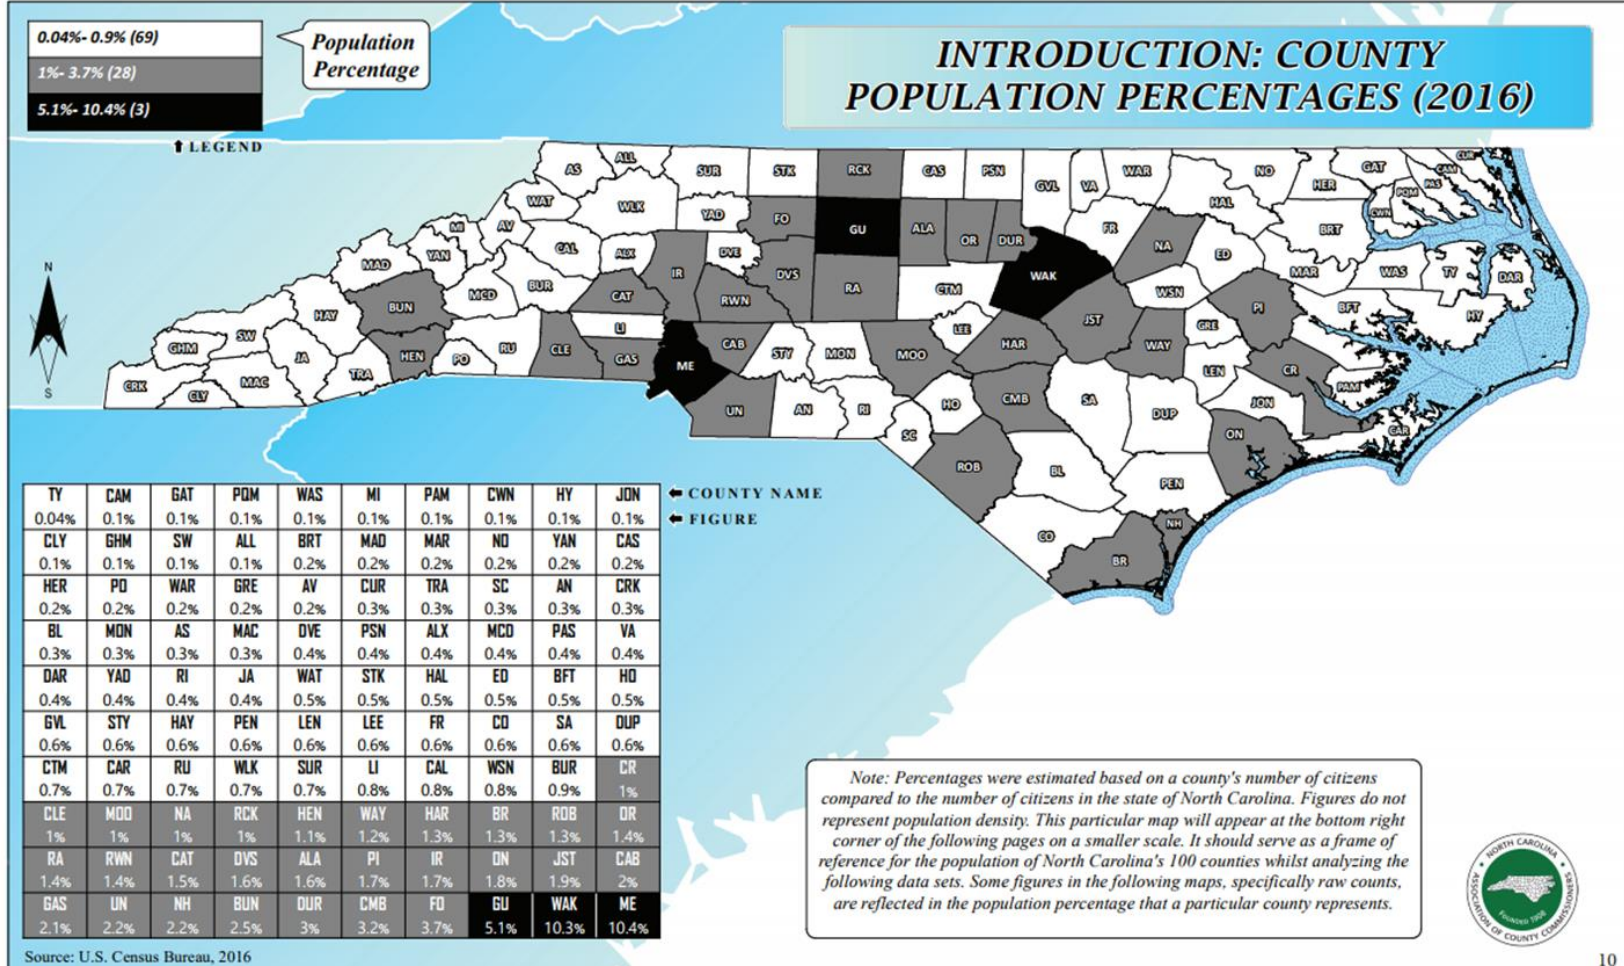 0.04%- 0.9% (69)
1%- 3.7% (28)
5.1%- 10.4% (3)
Population
Percentage
LEGEND
INTRODUCTION: COUNTY
POPULATION PERCENTAGES (2016)
N
S
AS ALL SUR STK RCK CAS PSN GVL VA WAR NO HER GAT CAM CUR
PQM PAS CWN
WAT WLK YAD FO GU ALA OR DUR FR HAL BRT
MI AV YAN MAD CAL ALX IR DVE DVS RA CTM WAK NA ED MAR WAS TY DAR
BUN MCD BUR CAT RWN WSN PI BFT HY
HAY SW GHM JA HEN PO RU CLE LI GAS ME CAB STY MON MOO LEE HAR JST WAY GRE
CRK CLY MAC TRA UN AN RI SC HO CMB SA DUP LEN CR PAM JON ON CAR
ROB BL PEN
CO BR NH
TY CAM GAT PQM WAS MI PAM CWN HY JON
0.04% 0.1% 0.1% 0.1% 0.1% 0.1% 0.1% 0.1% 0.1% 0.1%
CLY GHM SW ALL BRT MAD MAR NO YAN CAS
0.1% 0.1% 0.1% 0.1% 0.2% 0.2% 0.2% 0.2% 0.2% 0.2%
HER PO WAR GRE AV CUR TRA SC AN CRK
0.2% 0.2% 0.2% 0.2% 0.2% 0.3% 0.3% 0.3% 0.3% 0.3%
BL MON AS MAC DVE PSN ALX MCD PAS VA
0.3% 0.3% 0.3% 0.3% 0.4% 0.4% 0.4% 0.4% 0.4% 0.4%
DAR YAD RI JA WAT STK HAL ED BFT HO
0.4% 0.4% 0.4% 0.4% 0.5% 0.5% 0.5% 0.5% 0.5% 0.5%
GVL STY HAY PEN LEN LEE FR CO SA DUP
0.6% 0.6% 0.6% 0.6% 0.6% 0.6% 0.6% 0.6% 0.6% 0.6%
CTM CAR RU WLK SUR LI CAL WSN BUR CR
0.7% 0.7% 0.7% 0.7% 0.7% 0.8% 0.8% 0.8% 0.9% 1%
CLE MOO NA RCK HEN WAY HAR BR ROB OR
1% 1% 1% 1% 1.1% 1.2% 1.3% 1.3% 1.3% 1.4%
RA RWN CAT DVS ALA PI IR ON JST CAB
1.4% 1.4% 1.5% 1.6% 1.6% 1.7% 1.7% 1.8% 1.9% 2%
GAS UN NH BUN DUR CMB FO GU WAK ME
2.1% 2.2% 2.2% 2.5% 3% 3.2% 3.7% 5.1% 10.3% 10.4%
COUNTY NAME
FIGURE
Note: Percentages were estimated based on a county's number of citizens
compared to the number of citizens in the state of North Carolina. Figures do not
represent population density. This particular map will appear at the bottom right
corner of the following pages on a smaller scale. It should serve as a frame of
reference for the population of North Carolina's 100 counties whilst analyzing the
following data sets. Some figures in the following maps, specifically raw counts,
are reflected in the population percentage that a particular county represents.
NORTH CAROLINA
FOUNDED 1908
ASSOCIATION OF COUNTY COMMISSIONERS
Source: U.S. Census Bureau, 2016
10